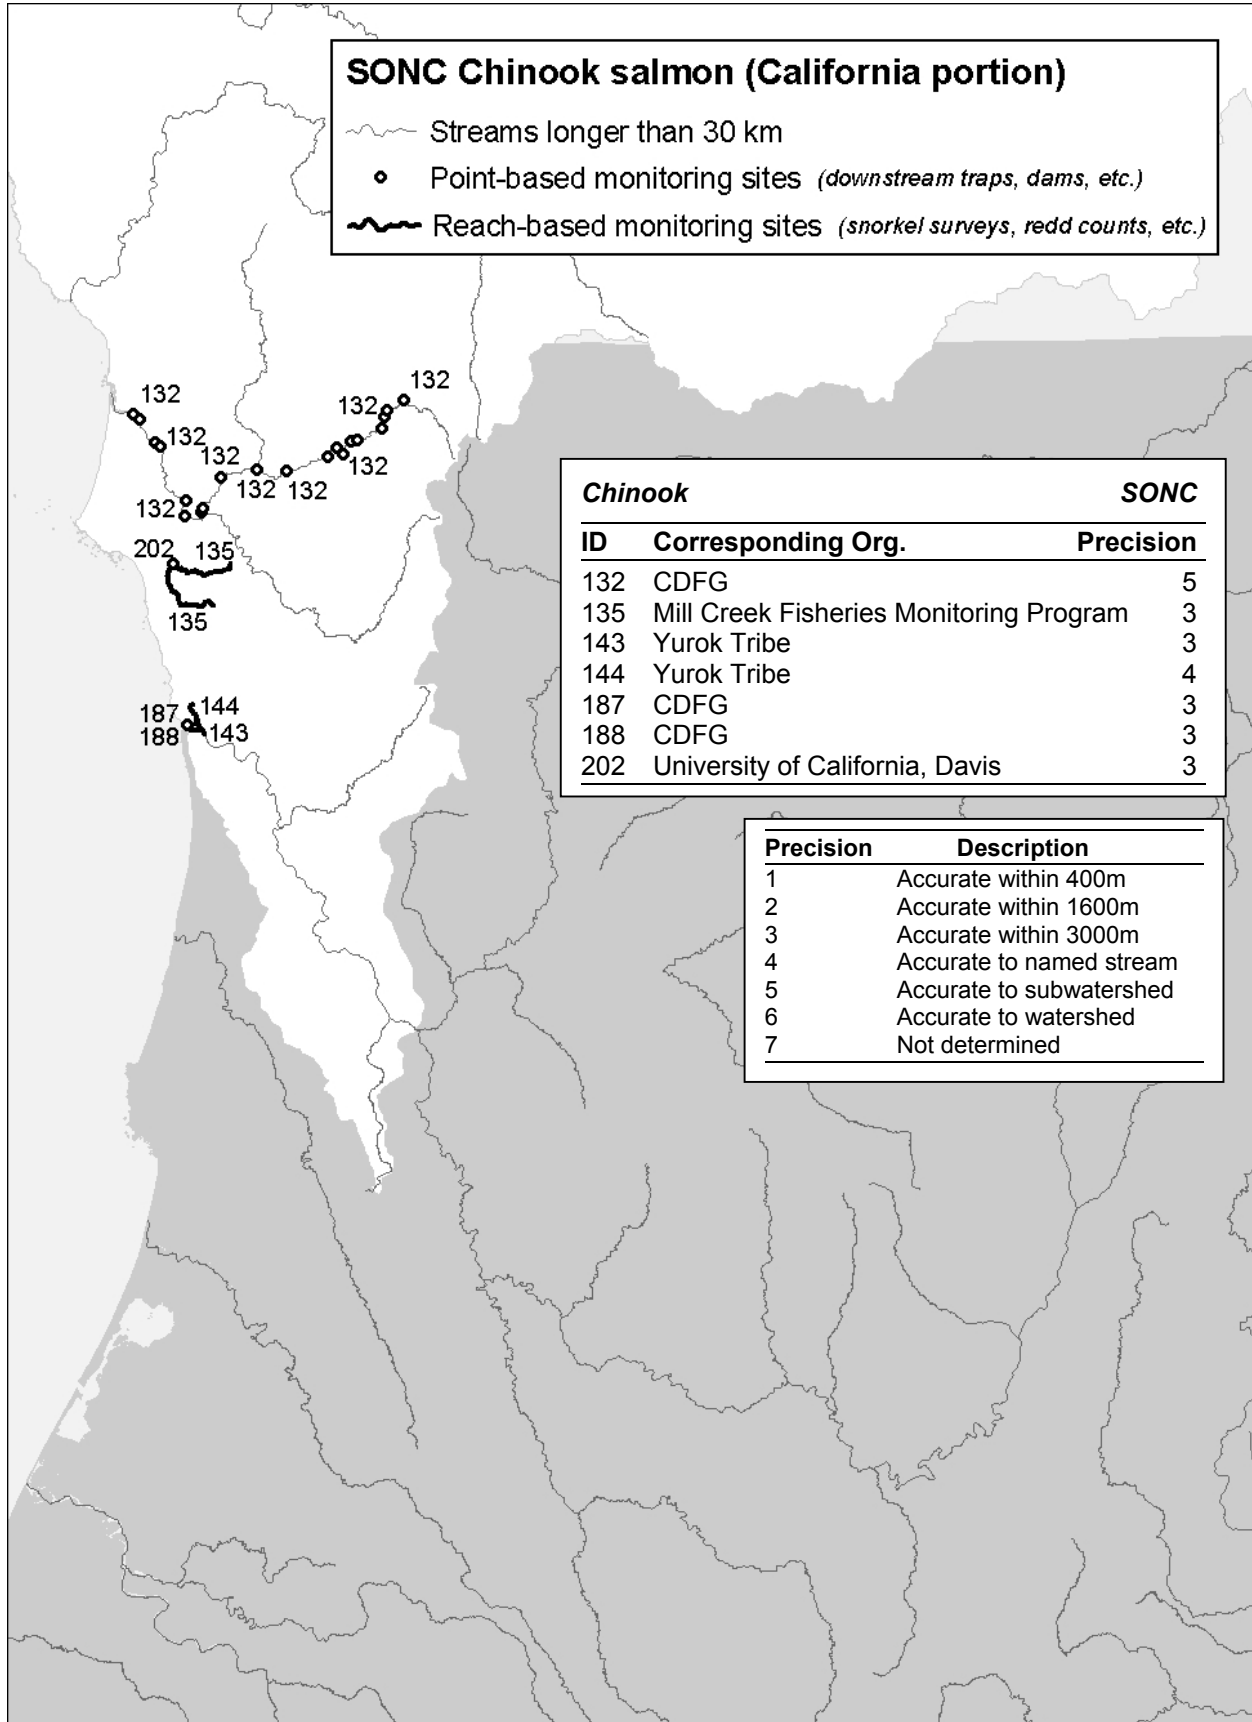 SONC Chinook salmon (California portion)
Streams longer than 30 km
Point-based monitoring sites (downstream traps, dams, etc.)
Reach-based monitoring sites (snorkel surveys, redd counts, etc.)
132
132
132
132
132
132
132
132
132
202 135
135
187 144
188 143
Chinook SONC
ID Corresponding Org. Precision
132 CDFG 5
135 Mill Creek Fisheries Monitoring Program 3
143 Yurok Tribe 3
144 Yurok Tribe 4
187 CDFG 3
188 CDFG 3
202 University of California, Davis 3
Precision Description
1 Accurate within 400m
2 Accurate within 1600m
3 Accurate within 3000m
4 Accurate to named stream
5 Accurate to subwatershed
6 Accurate to watershed
7 Not determined